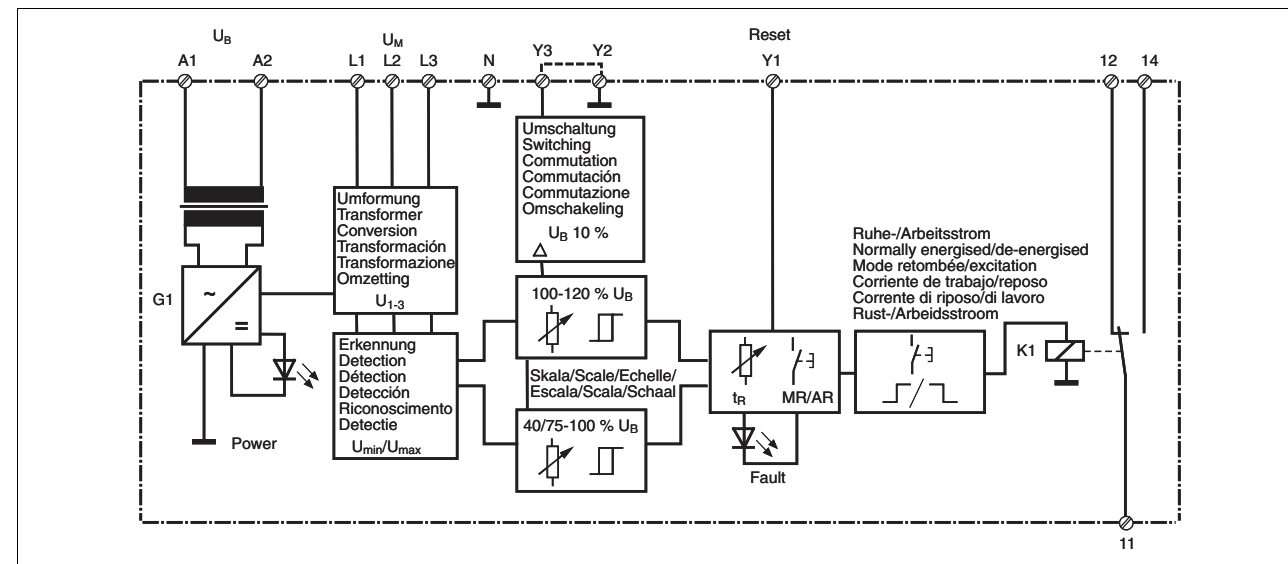 U_B
U_M
Reset
A1
A2
L1
L2
L3
N
Y3
Y2
Y1
12
14
Umschaltung
Switching
Commutation
Commutación
Commutazione
Omschakeling
U_B 10 %
Δ
Umformung
Transformer
Conversion
Transformación
Transformazione
Omzetting
U_1-3
G1
~
=
Power
Erkennung
Detection
Détection
Detección
Riconoscimento
Detectie
U_min/U_max
100-120 % U_B
Skala/Scale/Echelle/
Escala/Scala/Schaal
40/75-100 % U_B
t_R
MR/AR
Fault
Ruhe-/Arbeitsstrom
Normally energised/de-energised
Mode retombée/excitation
Corriente de trabajo/reposo
Corrente di riposo/di lavoro
Rust-/Arbeidsstroom
K1
11